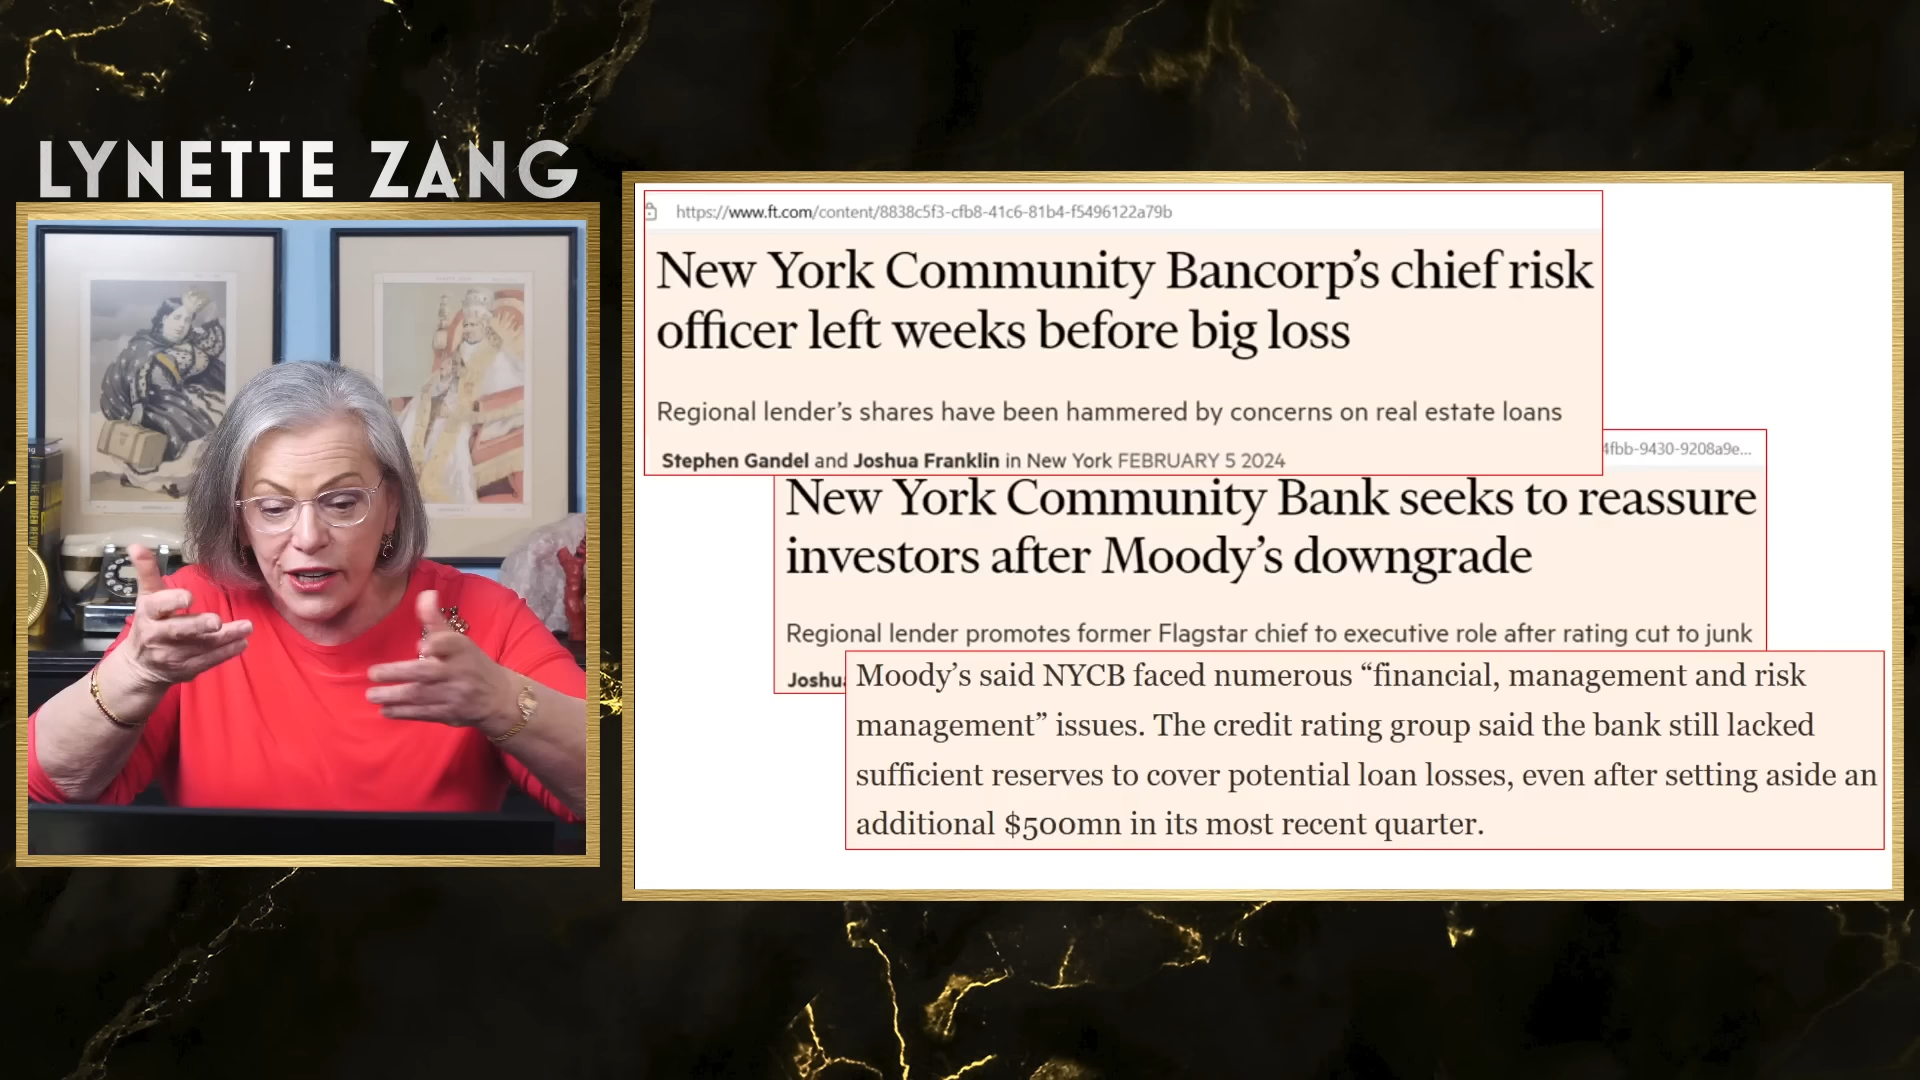 LYNETTE ZANG
https://www.ft.com/content/8838c5f3-cfb8-41c6-81b4-f5496122a79b
New York Community Bancorp’s chief risk
officer left weeks before big loss
Regional lender’s shares have been hammered by concerns on real estate loans
Stephen Gandel and Joshua Franklin in New York FEBRUARY 5 2024
4fbb-9430-9208a9e...
New York Community Bank seeks to reassure
investors after Moody’s downgrade
Regional lender promotes former Flagstar chief to executive role after rating cut to junk
Joshu
Moody’s said NYCB faced numerous “financial, management and risk
management” issues. The credit rating group said the bank still lacked
sufficient reserves to cover potential loan losses, even after setting aside an
additional $500mn in its most recent quarter.
THE GOLDEN